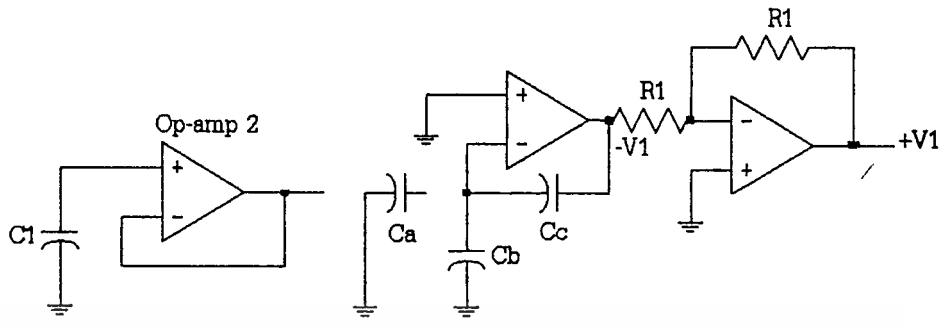 R1
R1
Op-amp 2
+
-
-V1
-
+
+V1
+
-
C1
Ca
Cc
Cb